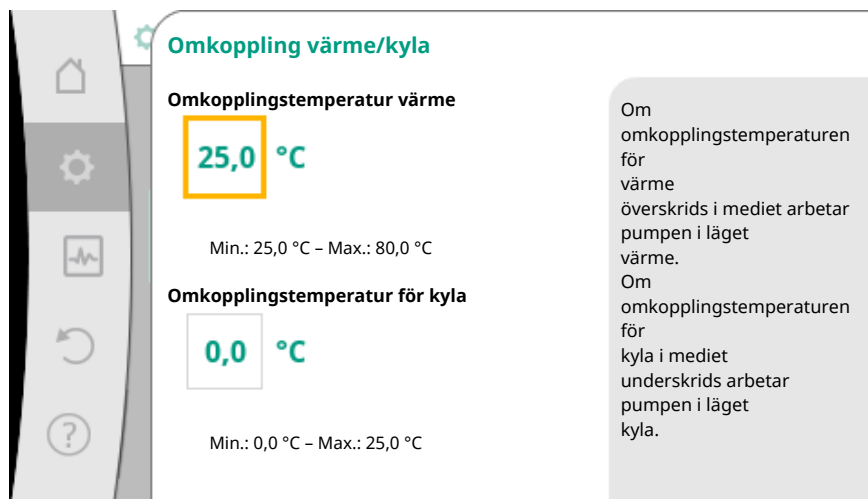 Omkoppling värme/kyla
Omkopplingstemperatur värme
25,0 °C
Min.: 25,0 °C – Max.: 80,0 °C
Omkopplingstemperatur för kyla
0,0 °C
Min.: 0,0 °C – Max.: 25,0 °C
Om
omkopplingstemperaturen
för
värme
överskrids i mediet arbetar
pumpen i läget
värme.
Om
omkopplingstemperaturen
för
kyla i mediet
underskrids arbetar
pumpen i läget
kyla.
?